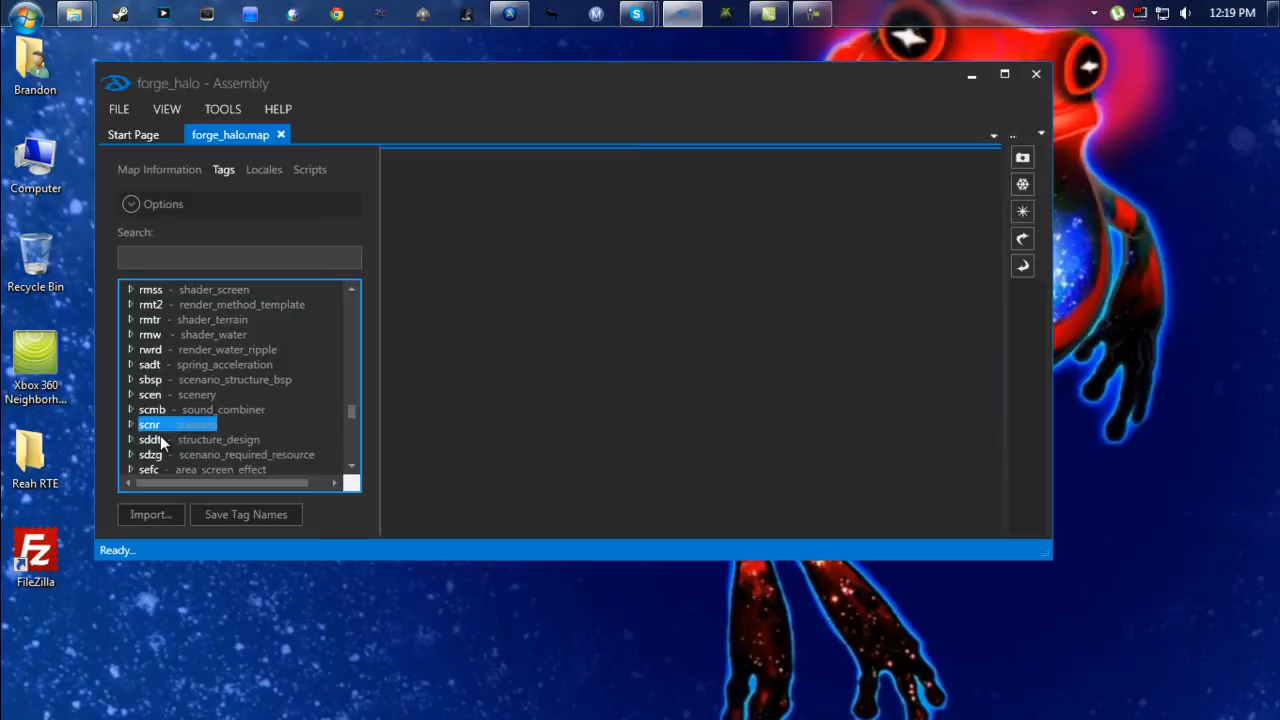 12:19 PM
Brandon
Computer
Recycle Bin
Xbox 360
Neighborh...
Reah RTE
FileZilla
forge_halo - Assembly
FILE VIEW TOOLS HELP
Start Page forge_halo.map
Map Information Tags Locales Scripts
Options
Search:
rmss - shader_screen
rmt2 - render_method_template
rmtr - shader_terrain
rmw - shader_water
rwrd - render_water_ripple
sadt - spring_acceleration
sbsp - scenario_structure_bsp
scen - scenery
scmb - sound_combiner
scnr
sddt - structure_design
sdzg - scenario_required_resource
sefc - area_screen_effect
Import... Save Tag Names
Ready...